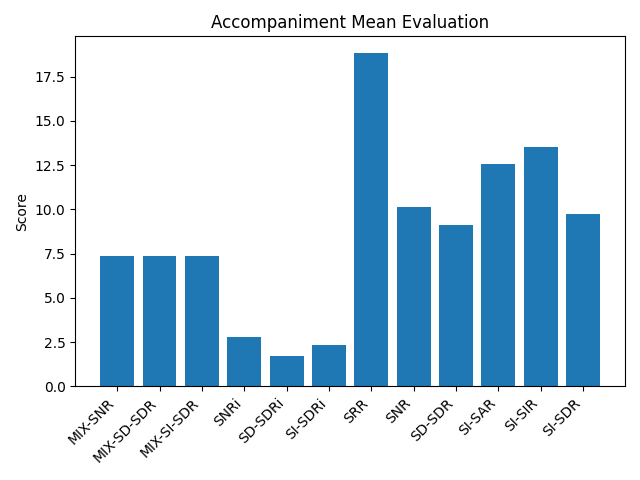 Accompaniment Mean Evaluation
Score
17.5
15.0
12.5
10.0
7.5
5.0
2.5
0.0
MIX-SNR
MIX-SD-SDR
MIX-SI-SDR
SNRi
SD-SDRi
SI-SDRi
SRR
SNR
SD-SDR
SI-SAR
SI-SIR
SI-SDR